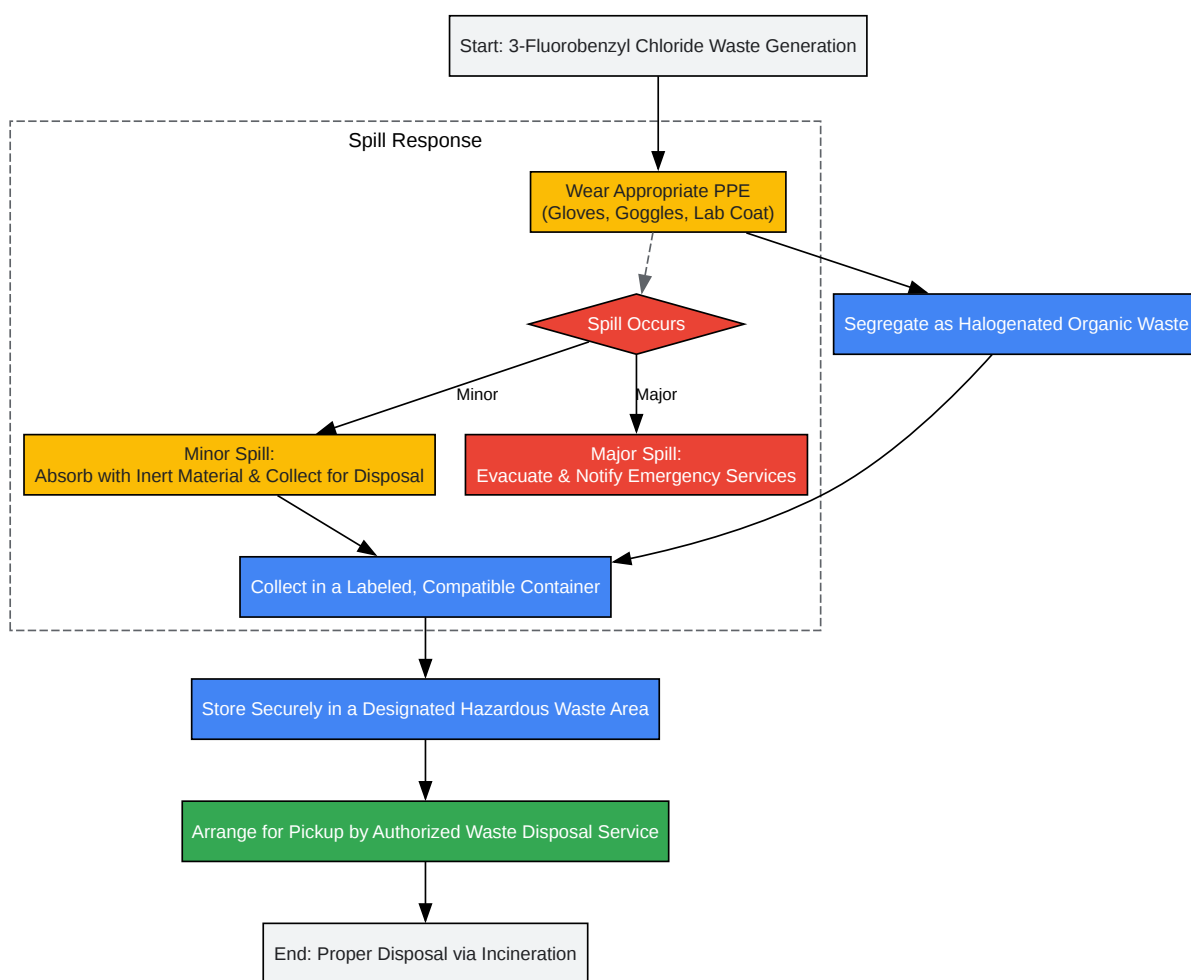 Start: 3-Fluorobenzyl Chloride Waste Generation
Spill Response
Wear Appropriate PPE
(Gloves, Goggles, Lab Coat)
Spill Occurs
Segregate as Halogenated Organic Waste
Minor
Major
Minor Spill:
Absorb with Inert Material & Collect for Disposal
Major Spill:
Evacuate & Notify Emergency Services
Collect in a Labeled, Compatible Container
Store Securely in a Designated Hazardous Waste Area
Arrange for Pickup by Authorized Waste Disposal Service
End: Proper Disposal via Incineration